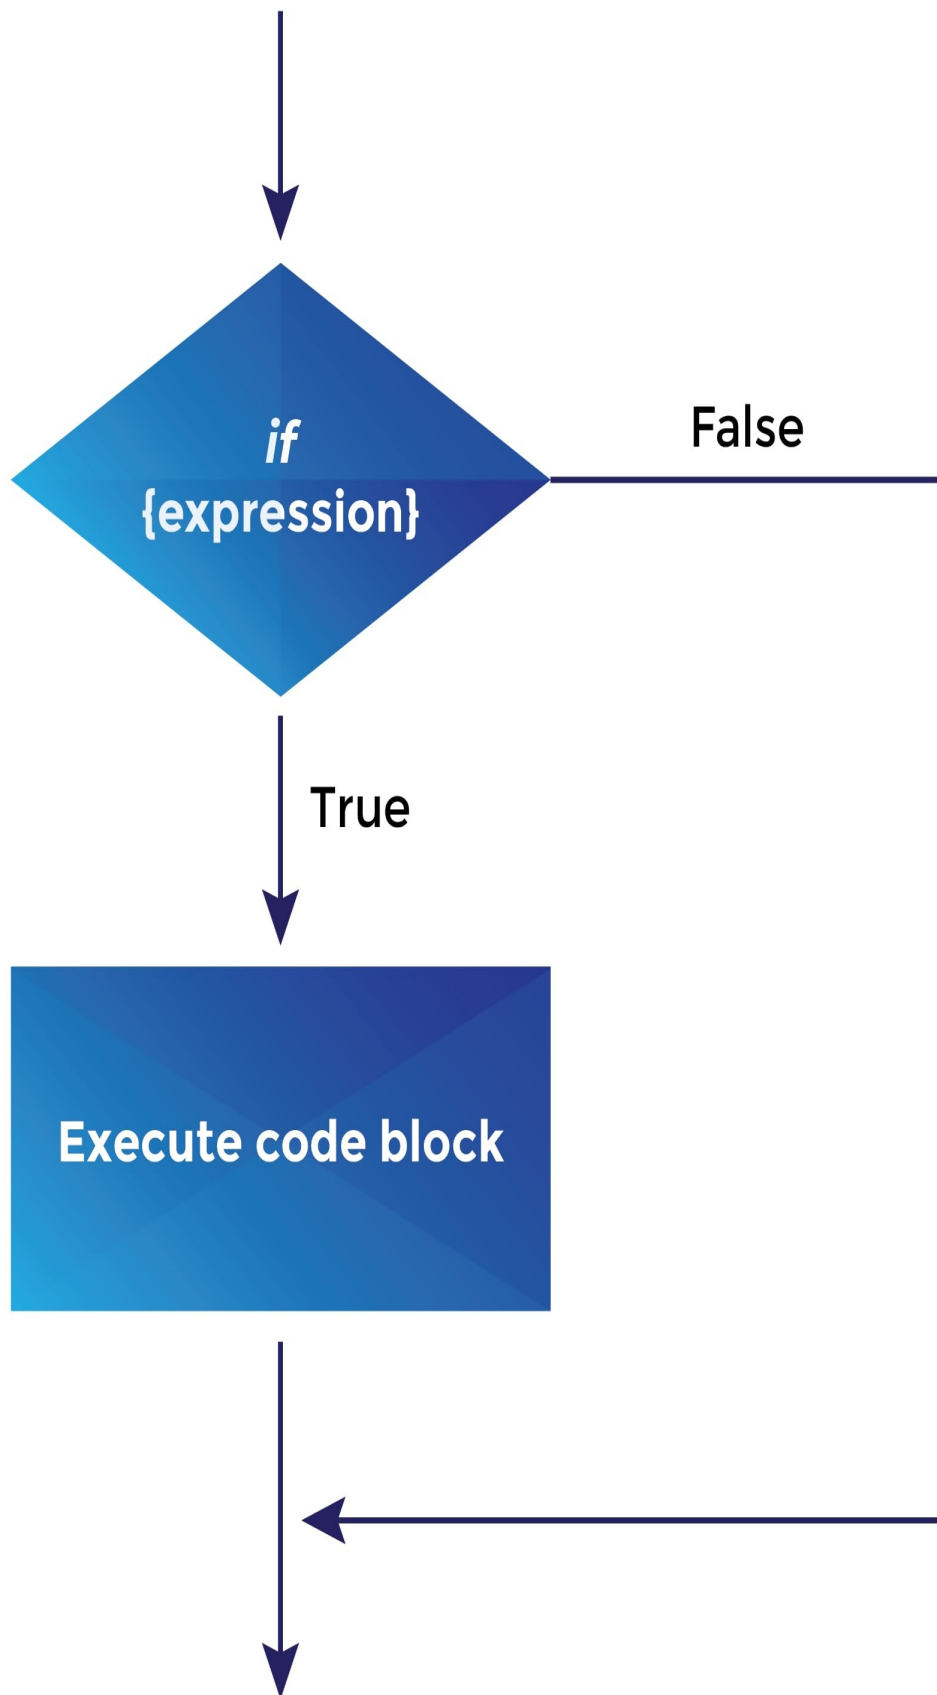 if
{expression}
False
True
Execute code block